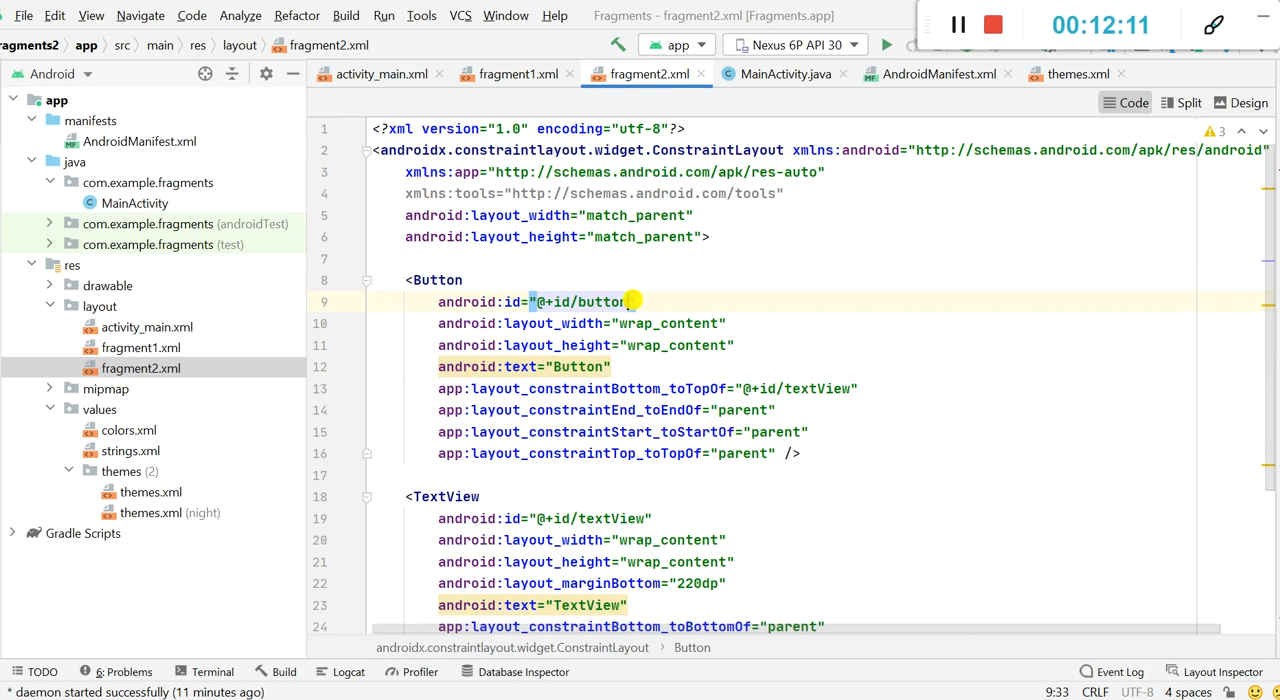 File Edit View Navigate Code Analyze Refactor Build Run Tools VCS Window Help Fragments - fragment2.xml [Fragments.app]
00:12:11
ragments2 app src main res layout fragment2.xml app Nexus 6P API 30
Android activity_main.xml fragment1.xml fragment2.xml MainActivity.java AndroidManifest.xml themes.xml
Code Split Design
app
manifests
AndroidManifest.xml
java
com.example.fragments
MainActivity
com.example.fragments (androidTest)
com.example.fragments (test)
res
drawable
layout
activity_main.xml
fragment1.xml
fragment2.xml
mipmap
values
colors.xml
strings.xml
themes (2)
themes.xml
themes.xml (night)
Gradle Scripts
3
1 <?xml version="1.0" encoding="utf-8"?>
2 <androidx.constraintlayout.widget.ConstraintLayout xmlns:android="http://schemas.android.com/apk/res/android"
3 xmlns:app="http://schemas.android.com/apk/res-auto"
4 xmlns:tools="http://schemas.android.com/tools"
5 android:layout_width="match_parent"
6 android:layout_height="match_parent">
7
8 <Button
9 android:id="@+id/button"
10 android:layout_width="wrap_content"
11 android:layout_height="wrap_content"
12 android:text="Button"
13 app:layout_constraintBottom_toTopOf="@+id/textView"
14 app:layout_constraintEnd_toEndOf="parent"
15 app:layout_constraintStart_toStartOf="parent"
16 app:layout_constraintTop_toTopOf="parent" />
17
18 <TextView
19 android:id="@+id/textView"
20 android:layout_width="wrap_content"
21 android:layout_height="wrap_content"
22 android:layout_marginBottom="220dp"
23 android:text="TextView"
24 app:layout_constraintBottom_toBottomOf="parent"
androidx.constraintlayout.widget.ConstraintLayout Button
TODO 6: Problems Terminal Build Logcat Profiler Database Inspector Event Log Layout Inspector
* daemon started successfully (11 minutes ago) 9:33 CRLF UTF-8 4 spaces